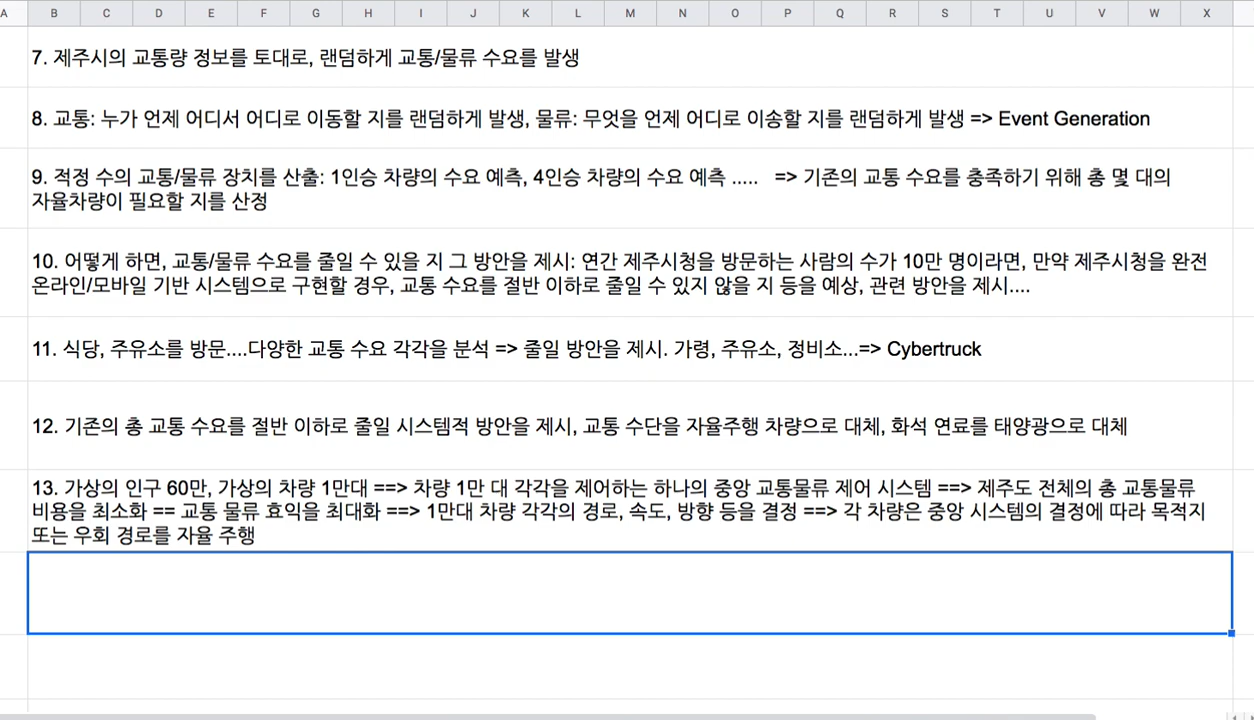 A B C D E F G H I J K L M N O P Q R S T U V W X
7. 제주시의 교통량 정보를 토대로, 랜덤하게 교통/물류 수요를 발생
8. 교통: 누가 언제 어디서 어디로 이동할 지를 랜덤하게 발생, 물류: 무엇을 언제 어디로 이송할 지를 랜덤하게 발생 => Event Generation
9. 적정 수의 교통/물류 장치를 산출: 1인승 차량의 수요 예측, 4인승 차량의 수요 예측 ..... => 기존의 교통 수요를 충족하기 위해 총 몇 대의
자율차량이 필요할 지를 산정
10. 어떻게 하면, 교통/물류 수요를 줄일 수 있을 지 그 방안을 제시: 연간 제주시청을 방문하는 사람의 수가 10만 명이라면, 만약 제주시청을 완전
온라인/모바일 기반 시스템으로 구현할 경우, 교통 수요를 절반 이하로 줄일 수 있지 않을 지 등을 예상, 관련 방안을 제시....
11. 식당, 주유소를 방문....다양한 교통 수요 각각을 분석 => 줄일 방안을 제시. 가령, 주유소, 정비소...=> Cybertruck
12. 기존의 총 교통 수요를 절반 이하로 줄일 시스템적 방안을 제시, 교통 수단을 자율주행 차량으로 대체, 화석 연료를 태양광으로 대체
13. 가상의 인구 60만, 가상의 차량 1만대 ==> 차량 1만 대 각각을 제어하는 하나의 중앙 교통물류 제어 시스템 ==> 제주도 전체의 총 교통물류
비용을 최소화 == 교통 물류 효익을 최대화 ==> 1만대 차량 각각의 경로, 속도, 방향 등을 결정 ==> 각 차량은 중앙 시스템의 결정에 따라 목적지
또는 우회 경로를 자율 주행